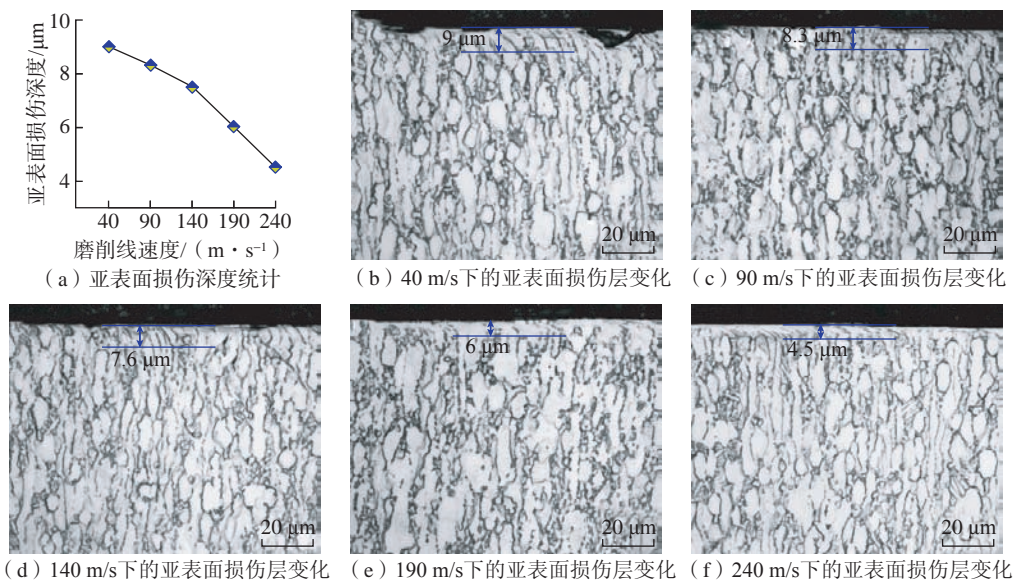 10
8
6
4
亚表面损伤深度/μm
40 90 140 190 240
磨削线速度/（m·s⁻¹）
（a）亚表面损伤深度统计
9 μm
20 μm
（b）40 m/s下的亚表面损伤层变化
8.3 μm
20 μm
（c）90 m/s下的亚表面损伤层变化
7.6 μm
20 μm
（d）140 m/s下的亚表面损伤层变化
6 μm
20 μm
（e）190 m/s下的亚表面损伤层变化
4.5 μm
20 μm
（f）240 m/s下的亚表面损伤层变化